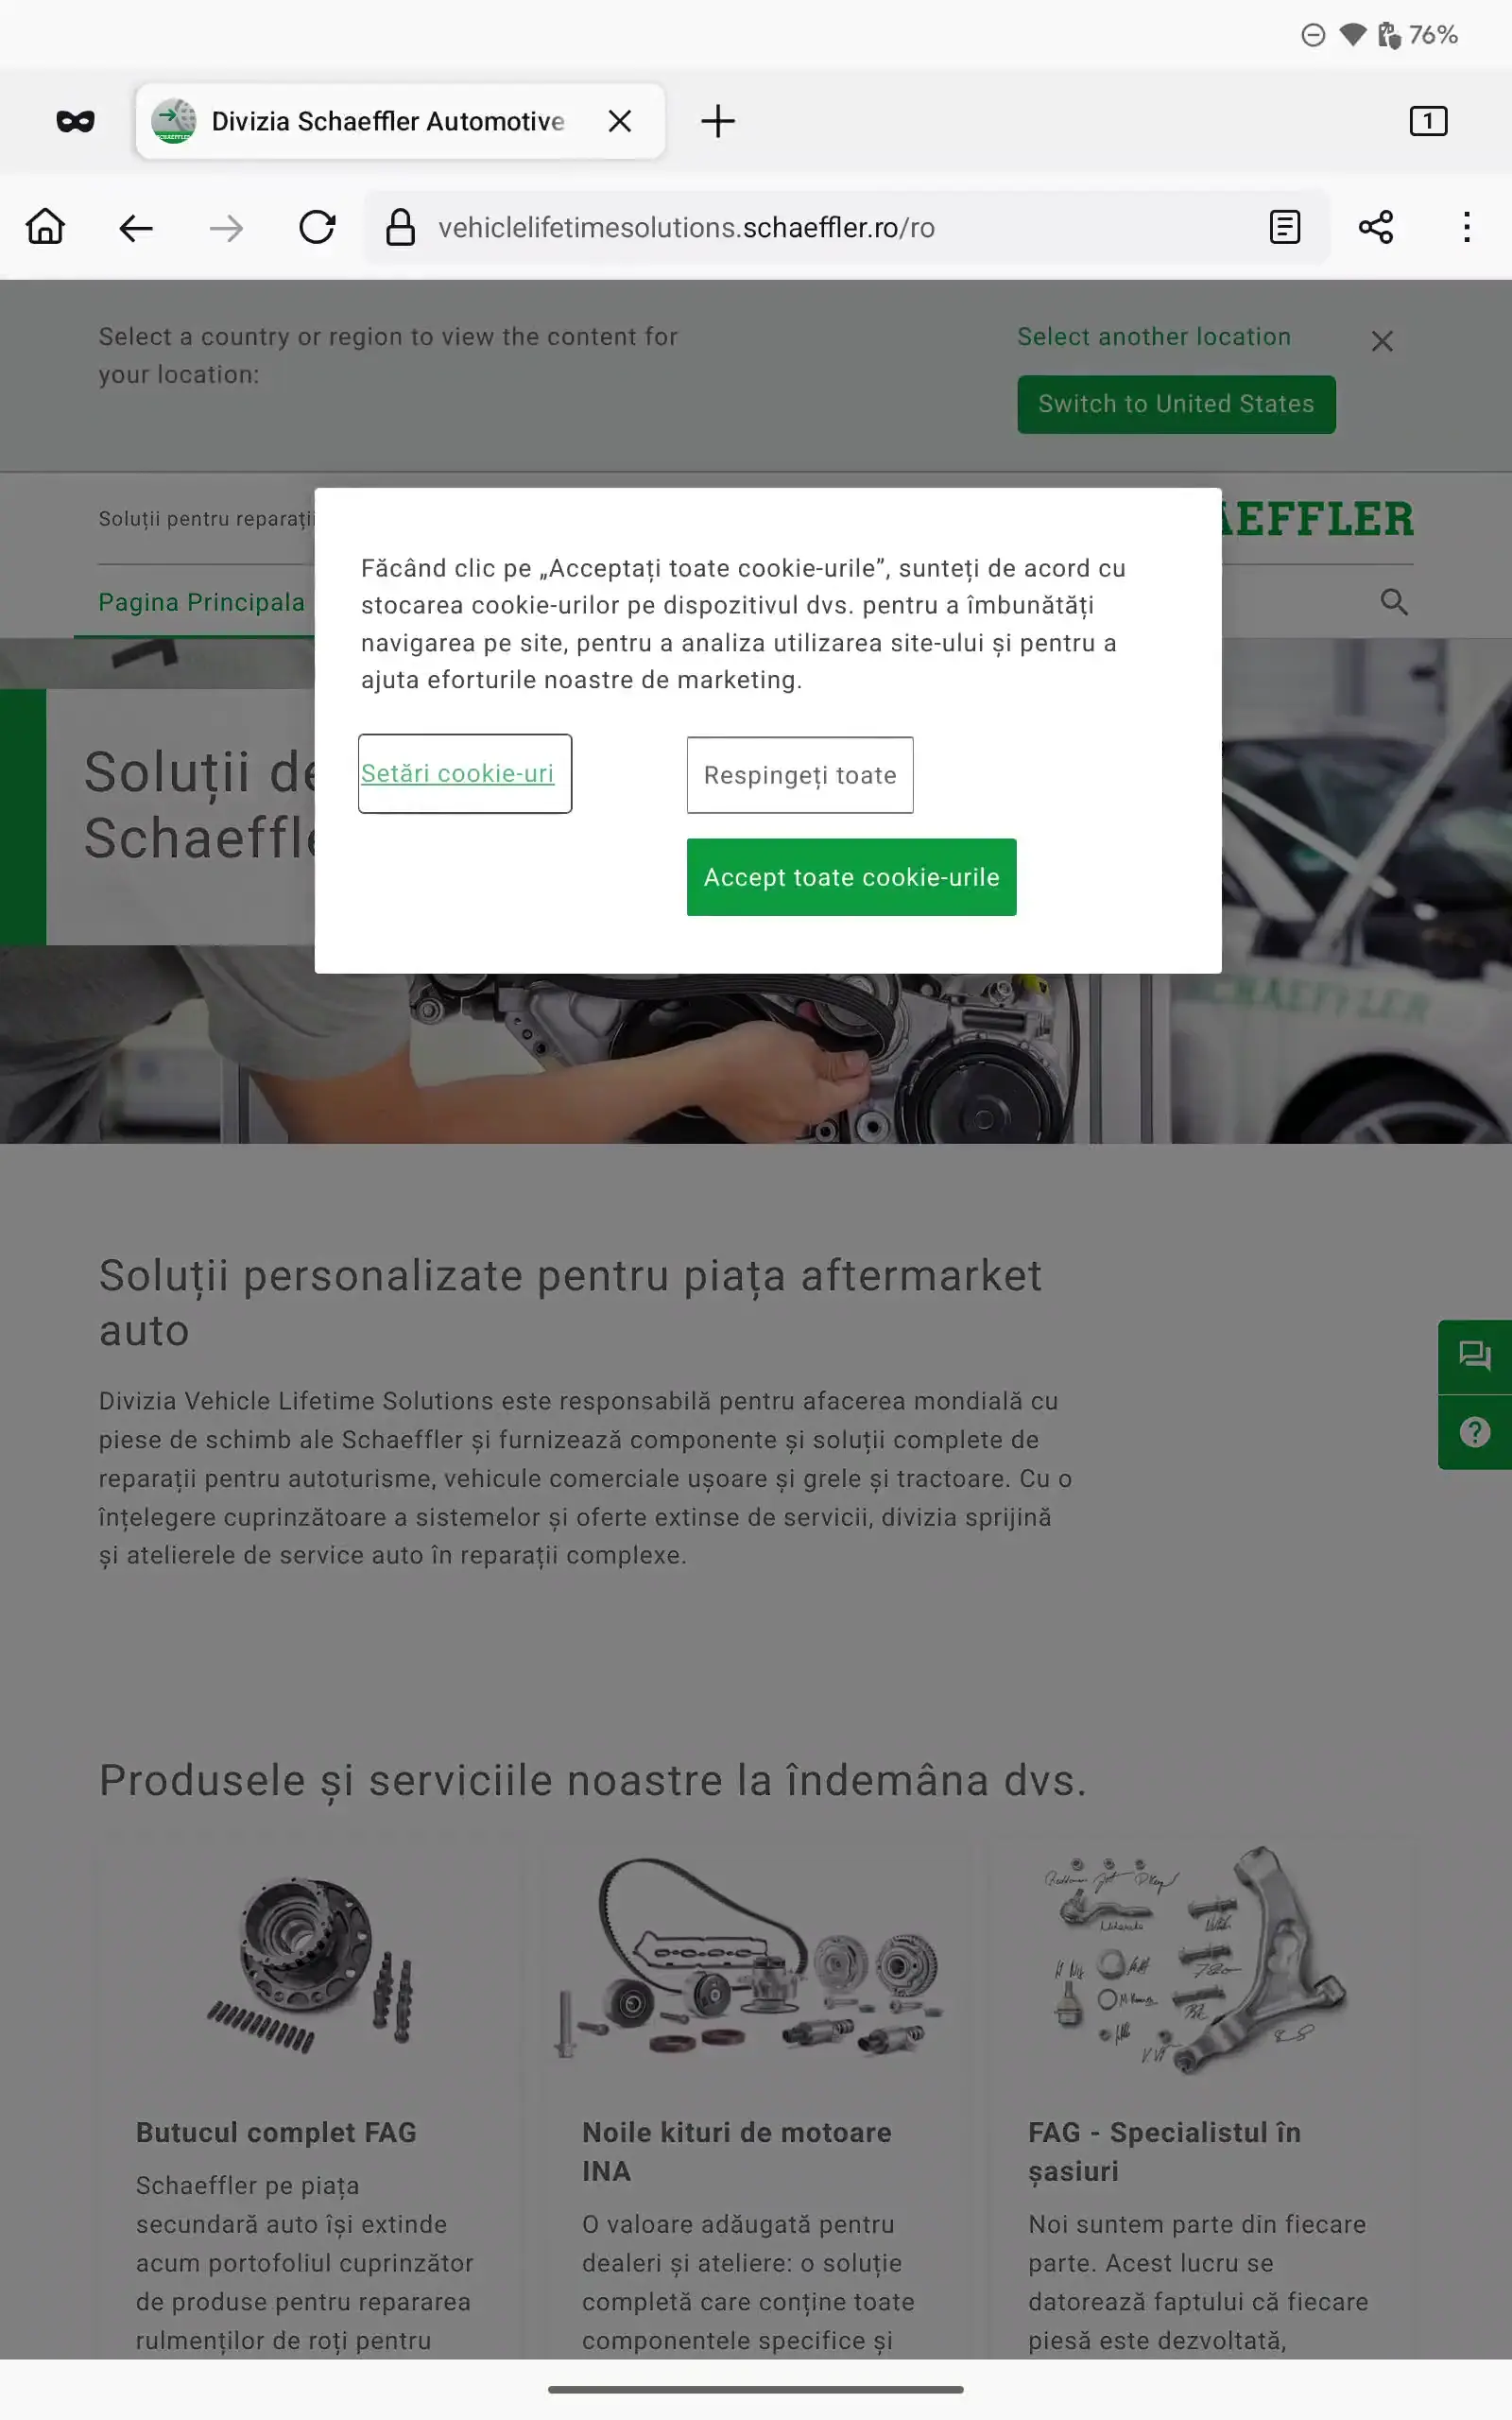 76%
Divizia Schaeffler Automotive
1
vehiclelifetimesolutions.schaeffler.ro/ro
Select a country or region to view the content for
your location:
Select another location
Switch to United States
Soluții pentru reparații
AEFFLER
Pagina Principala
Făcând clic pe „Acceptați toate cookie-urile”, sunteți de acord cu
stocarea cookie-urilor pe dispozitivul dvs. pentru a îmbunătăți
navigarea pe site, pentru a analiza utilizarea site-ului și pentru a
ajuta eforturile noastre de marketing.
Setări cookie-uri
Respingeți toate
Accept toate cookie-urile
Soluții de
Schaeffle
SCHAEFFLER
Soluții personalizate pentru piața aftermarket
auto
Divizia Vehicle Lifetime Solutions este responsabilă pentru afacerea mondială cu
piese de schimb ale Schaeffler și furnizează componente și soluții complete de
reparații pentru autoturisme, vehicule comerciale ușoare și grele și tractoare. Cu o
înțelegere cuprinzătoare a sistemelor și oferte extinse de servicii, divizia sprijină
și atelierele de service auto în reparații complexe.
Produsele și serviciile noastre la îndemâna dvs.
Butucul complet FAG
Schaeffler pe piața
secundară auto își extinde
acum portofoliul cuprinzător
de produse pentru repararea
rulmenților de roți pentru
Noile kituri de motoare
INA
O valoare adăugată pentru
dealeri și ateliere: o soluție
completă care conține toate
componentele specifice și
FAG - Specialistul în
șasiuri
Noi suntem parte din fiecare
parte. Acest lucru se
datorează faptului că fiecare
piesă este dezvoltată,